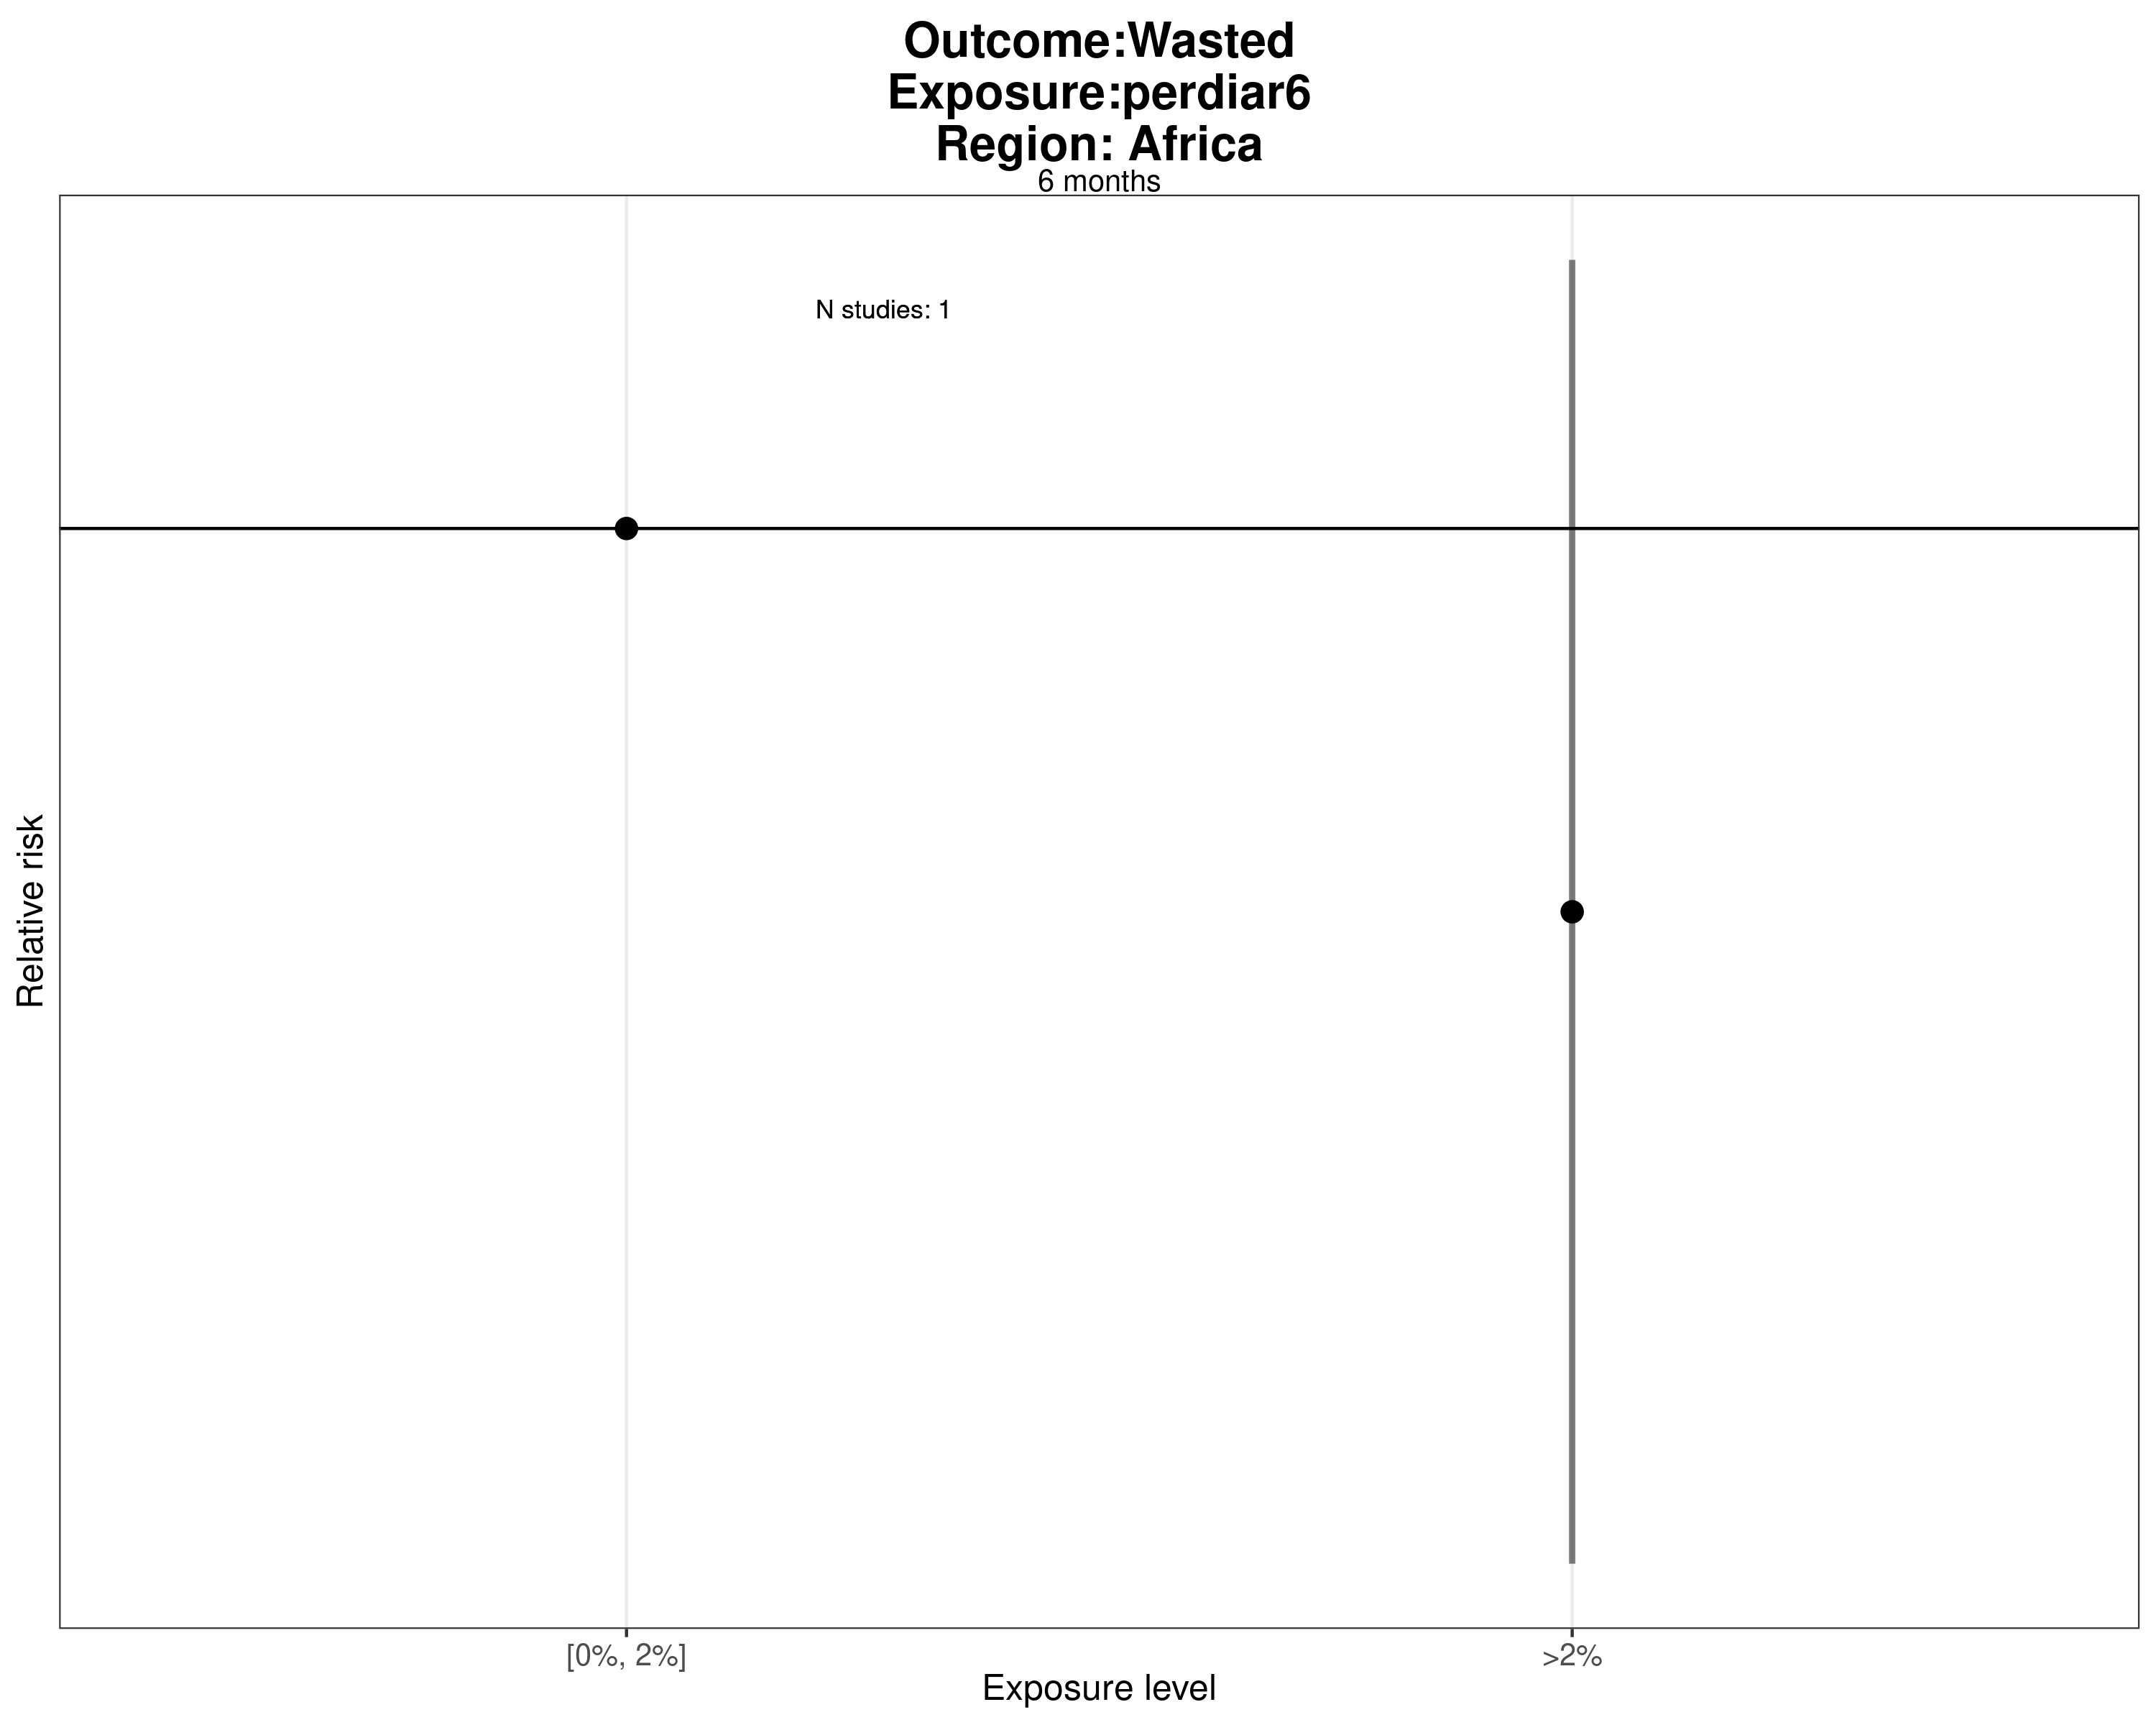 Outcome:Wasted
Exposure:perdiar6
Region: Africa
6 months
N studies: 1
Relative risk
[0%, 2%]
>2%
Exposure level